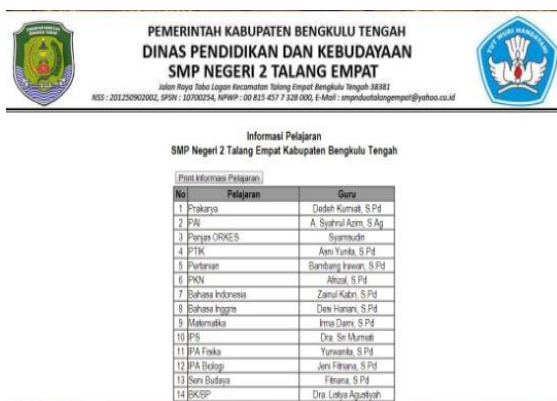 PEMERINTAH KABUPATEN BENGKULU TENGAH
DINAS PENDIDIKAN DAN KEBUDAYAAN
SMP NEGERI 2 TALANG EMPAT
Jalan Raya Taba Lagan Kecamatan Talang Empat Bengkulu Tengah 38381
NSS : 201250902002, SPSN : 10700254, NPWP : 00 815 457 7 328 000, E-Mail : smpnduatalangempat@yahoo.co.id
TUT WURI HANDAYANI
Informasi Pelajaran
SMP Negeri 2 Talang Empat Kabupaten Bengkulu Tengah
Print Informasi Pelajaran
No Pelajaran Guru
1 Prakarya Dedeh Kurniati, S.Pd
2 PAI A. Syahrul Azim, S.Ag
3 Penjas ORKES Syamsudin
4 PTIK Asni Yunita, S.Pd
5 Pertanian Bambang Irawan, S.Pd
6 PKN Afrizal, S.Pd
7 Bahasa Indonesia Zainul Kabri, S.Pd
8 Bahasa Inggris Desi Hariani, S.Pd
9 Matematika Irma Darni, S.Pd
10 IPS Dra. Sri Murniati
11 IPA Fisika Yurwanita, S.Pd
12 IPA Biologi Jeni Fitriana, S.Pd
13 Seni Budaya Fitriana, S.Pd
14 BK/BP Dra. Agustiyah